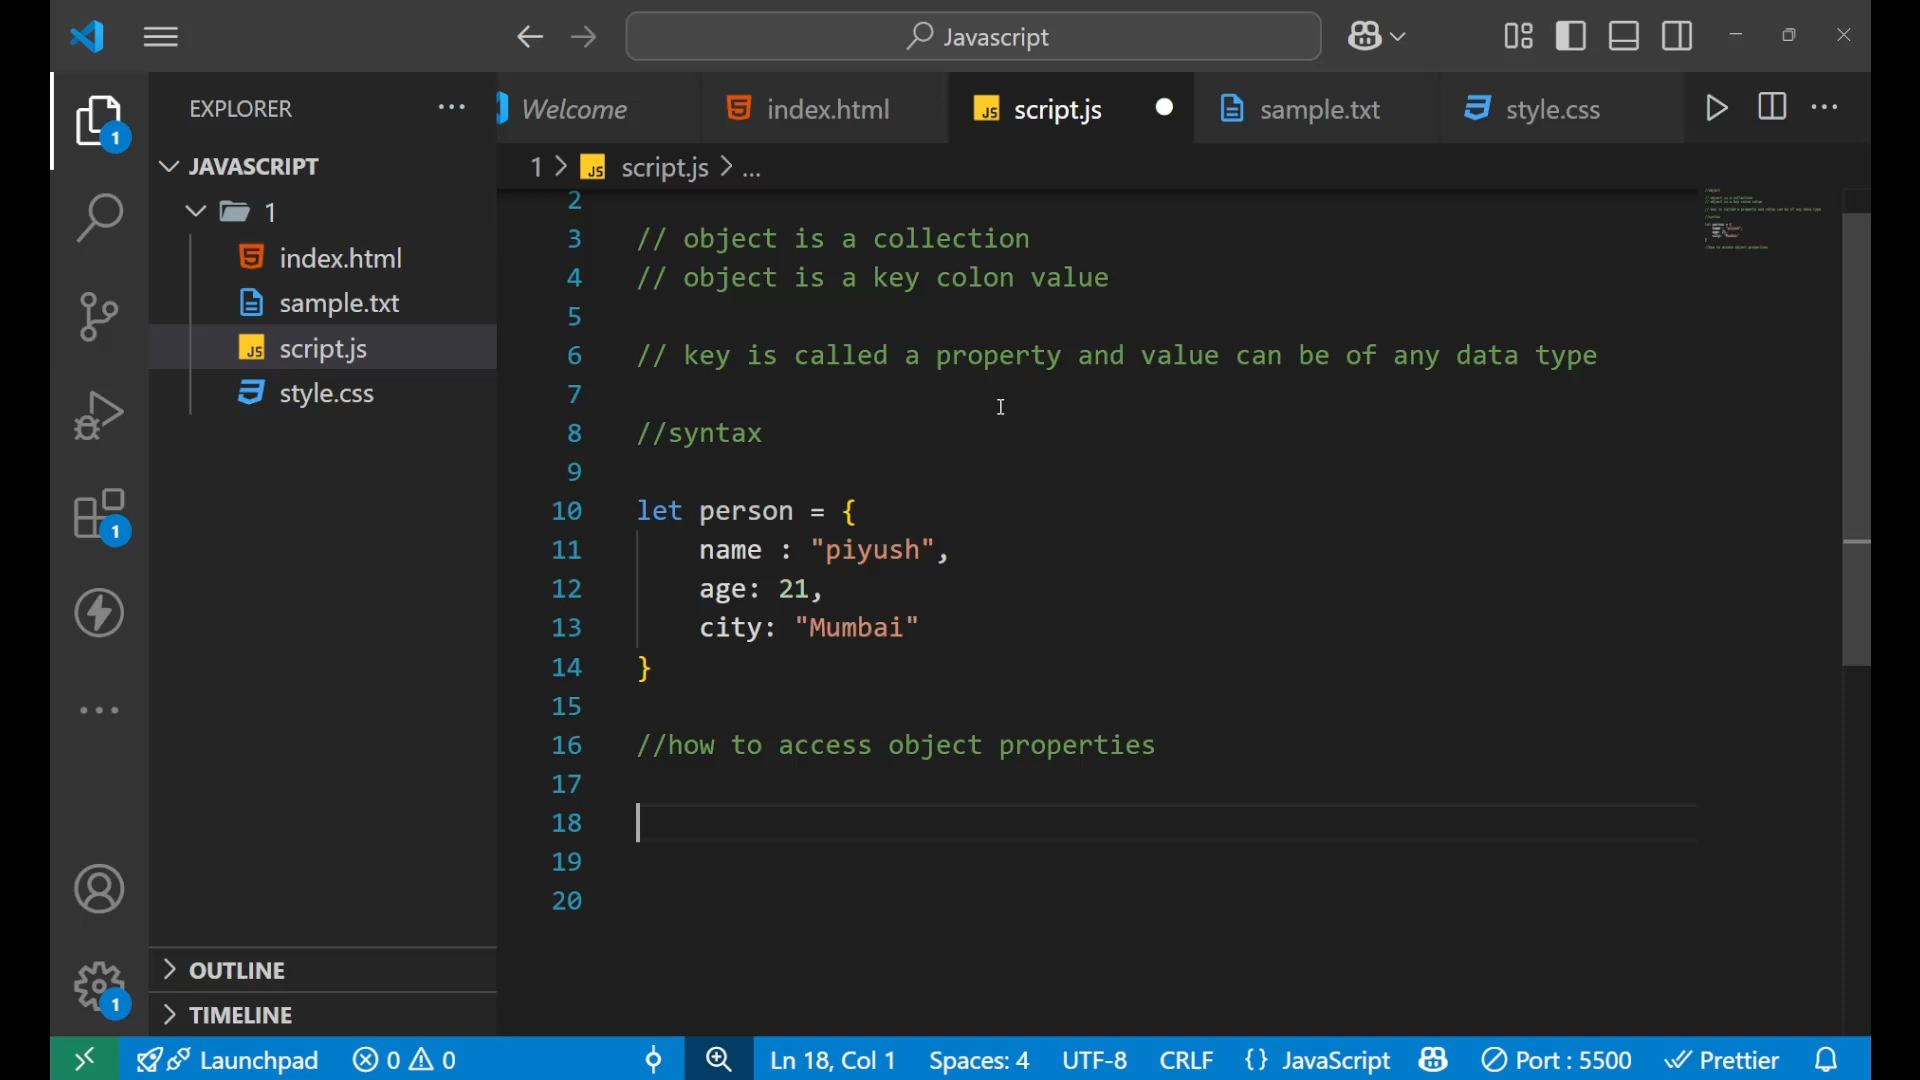 Javascript
EXPLORER
Welcome
index.html
script.js
sample.txt
style.css
1
JAVASCRIPT
1 > script.js > ...
1
index.html
sample.txt
script.js
style.css
1
1
2
3 // object is a collection
4 // object is a key colon value
5
6 // key is called a property and value can be of any data type
7
8 //syntax
9
10 let person = {
11 name : "piyush",
12 age: 21,
13 city: "Mumbai"
14 }
15
16 //how to access object properties
17
18
19
20
OUTLINE
TIMELINE
Launchpad 0 0 Ln 18, Col 1 Spaces: 4 UTF-8 CRLF {} JavaScript Port : 5500 Prettier